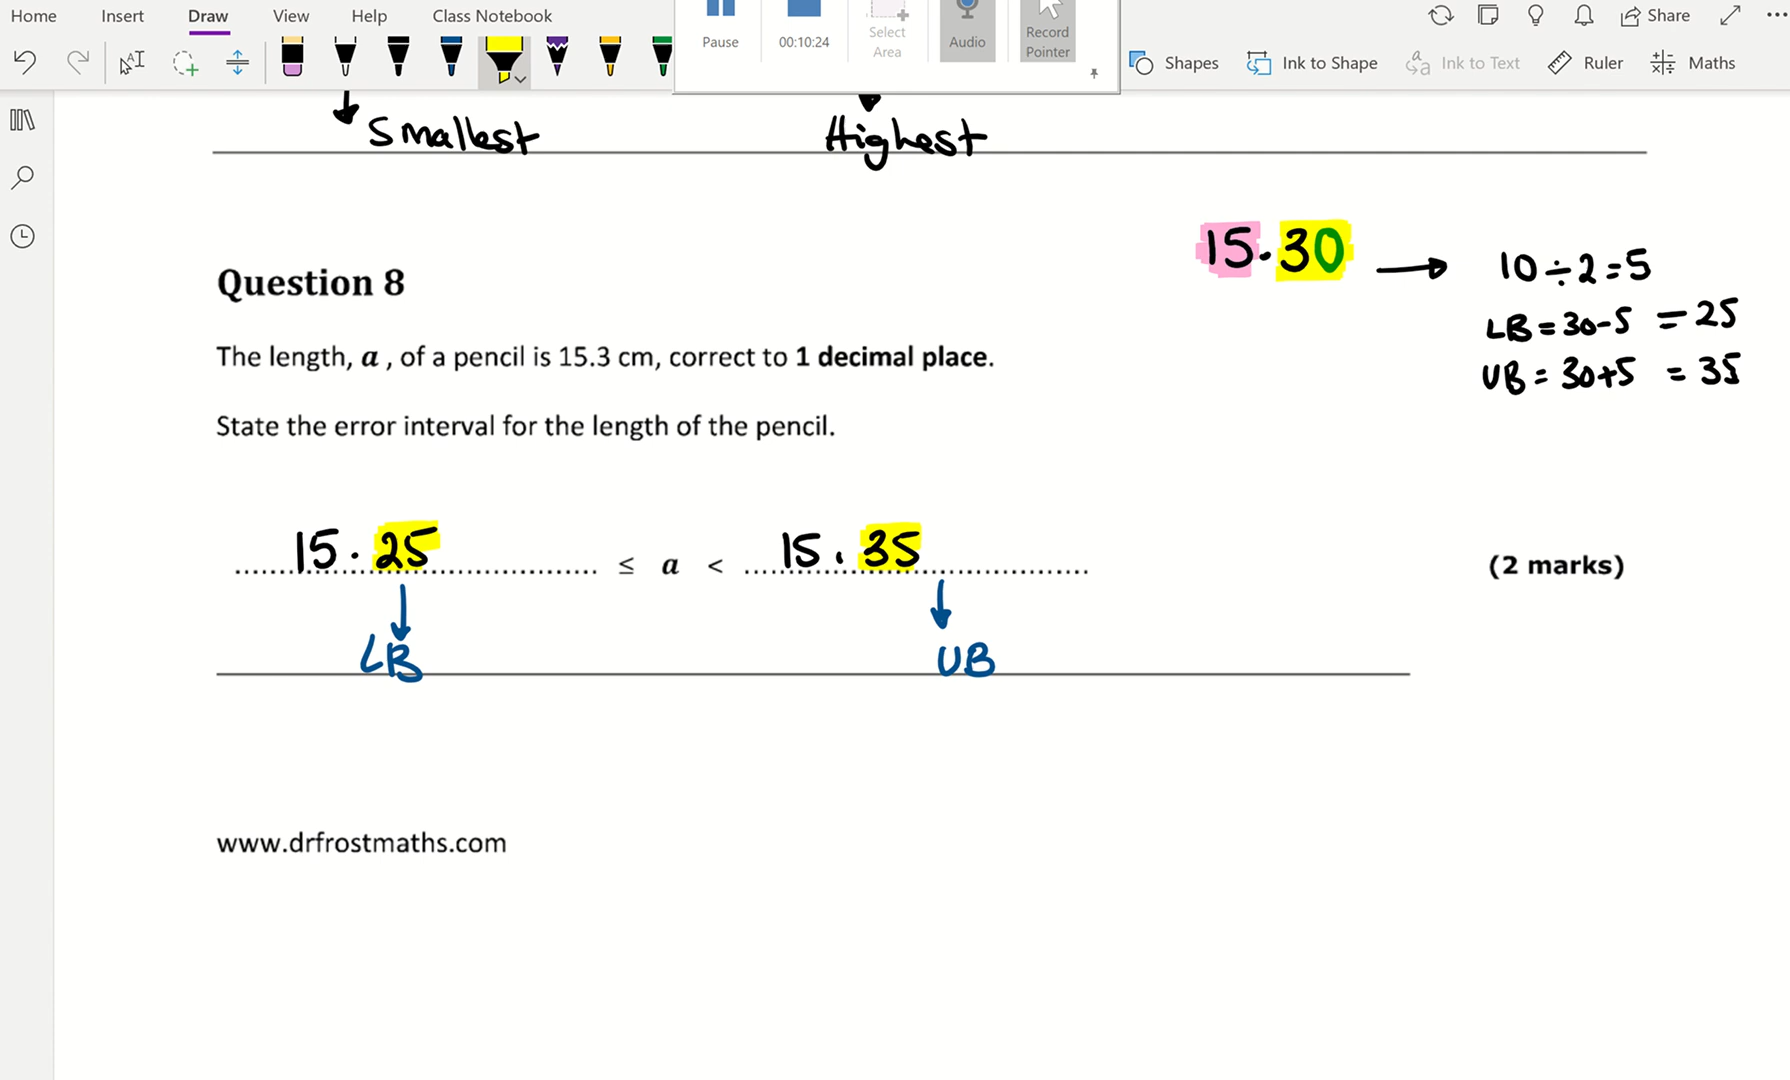 Home Insert Draw View Help Class Notebook
Pause 00:10:24 Select Area Audio Record Pointer
Share
Shapes Ink to Shape Ink to Text Ruler Maths
Smallest Highest
15.30 → 10÷2=5
LB=30-5 =25
UB=30+5 =35
Question 8
The length, a , of a pencil is 15.3 cm, correct to 1 decimal place.
State the error interval for the length of the pencil.
15.25 ≤ a < 15.35 (2 marks)
LB UB
www.drfrostmaths.com